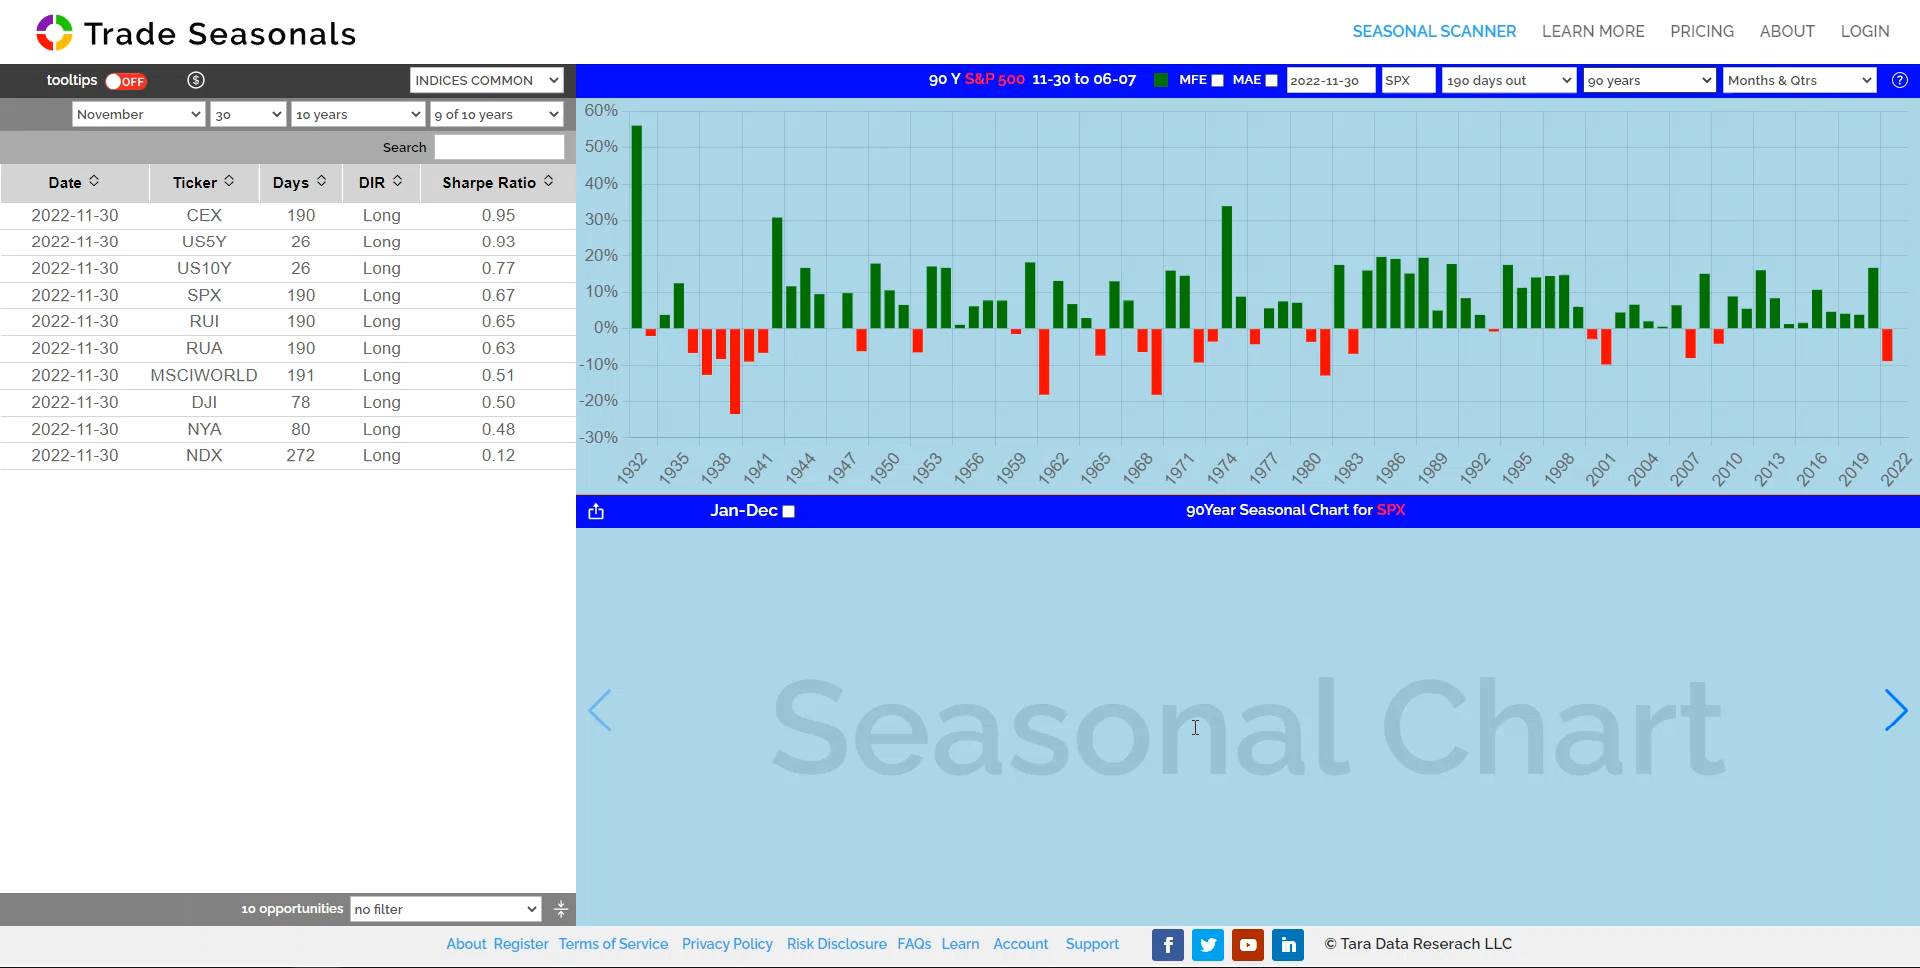 Trade Seasonals
SEASONAL SCANNER LEARN MORE PRICING ABOUT LOGIN
tooltips OFF $ INDICES COMMON
90 Y S&P 500 11-30 to 06-07 MFE MAE 2022-11-30 SPX 190 days out 90 years Months & Qtrs ?
November 30 10 years 9 of 10 years
Search
Date Ticker Days DIR Sharpe Ratio
2022-11-30 CEX 190 Long 0.95
2022-11-30 US5Y 26 Long 0.93
2022-11-30 US10Y 26 Long 0.77
2022-11-30 SPX 190 Long 0.67
2022-11-30 RUI 190 Long 0.65
2022-11-30 RUA 190 Long 0.63
2022-11-30 MSCIWORLD 191 Long 0.51
2022-11-30 DJI 78 Long 0.50
2022-11-30 NYA 80 Long 0.48
2022-11-30 NDX 272 Long 0.12
60%
50%
40%
30%
20%
10%
0%
-10%
-20%
-30%
1932 1935 1938 1941 1944 1947 1950 1953 1956 1959 1962 1965 1968 1971 1974 1977 1980 1983 1986 1989 1992 1995 1998 2001 2004 2007 2010 2013 2016 2019 2022
Jan-Dec 90Year Seasonal Chart for SPX
Seasonal Chart
10 opportunities no filter
About Register Terms of Service Privacy Policy Risk Disclosure FAQs Learn Account Support © Tara Data Reserach LLC